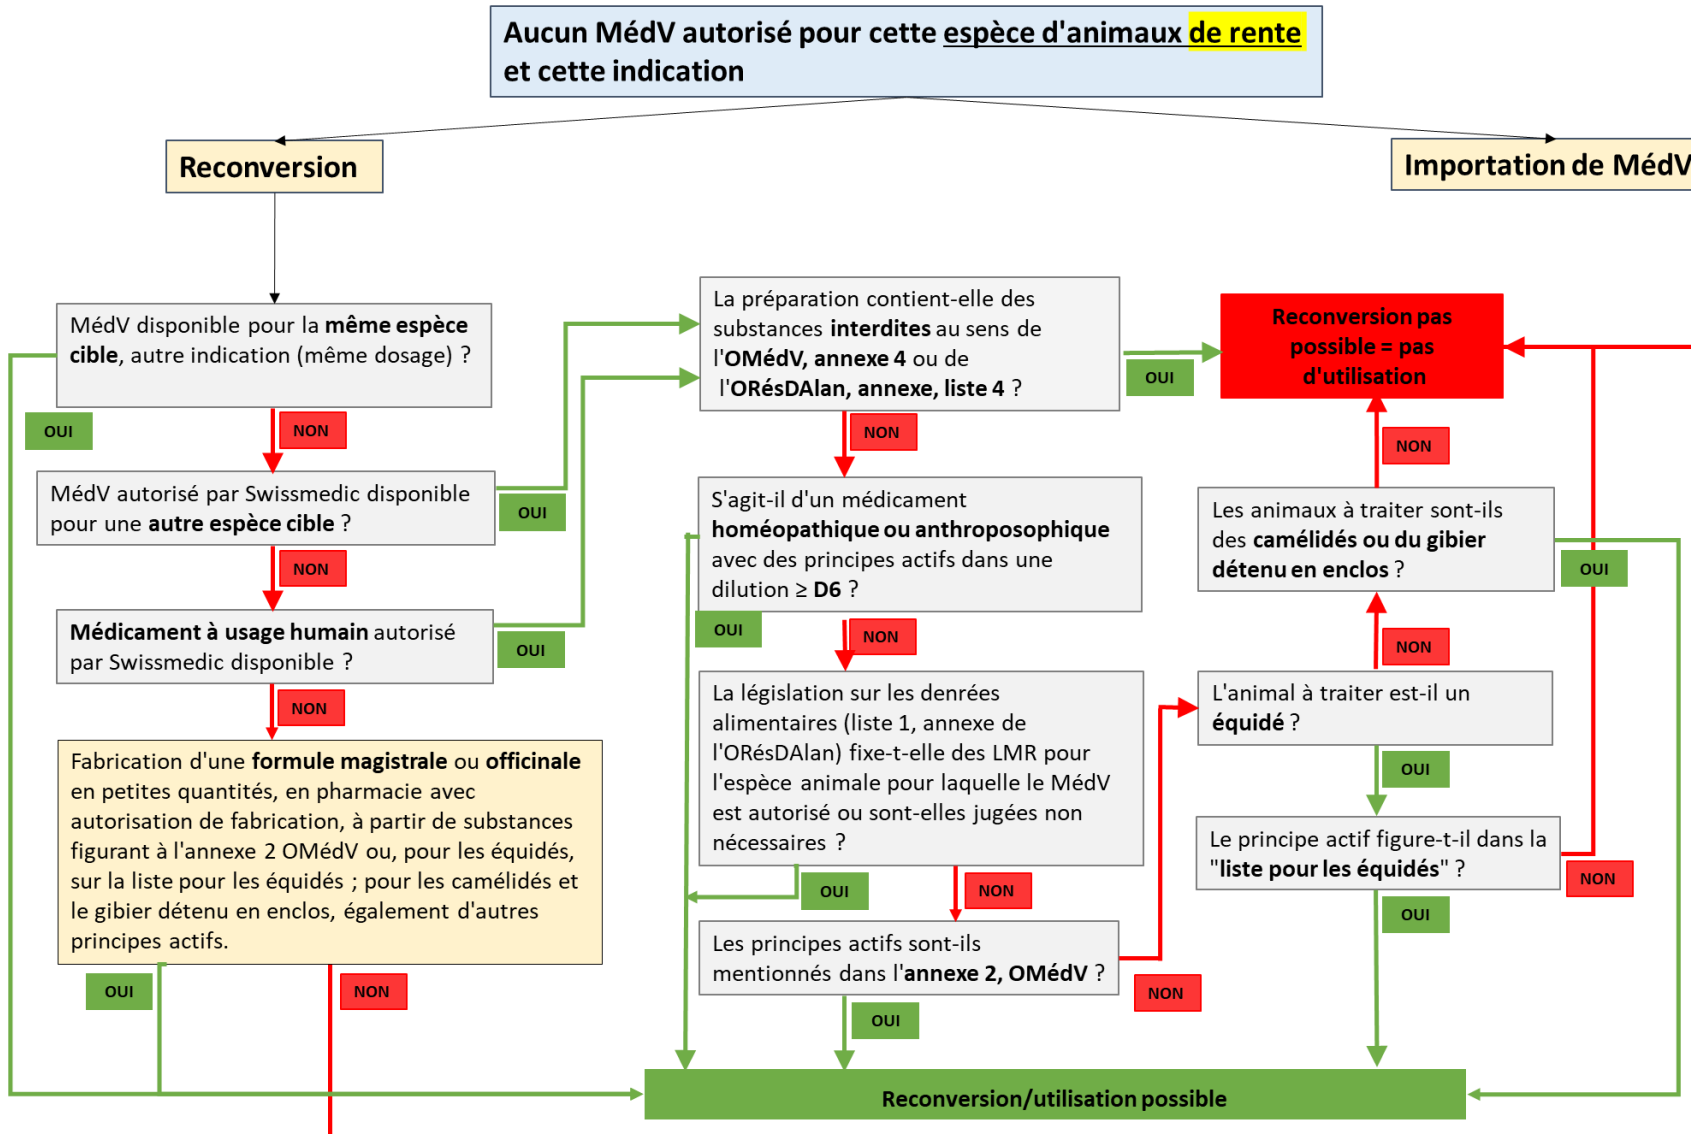 Aucun MédV autorisé pour cette espèce d'animaux de rente
et cette indication
Reconversion
Importation de MédV
MédV disponible pour la même espèce
cible, autre indication (même dosage) ?
OUI
NON
MédV autorisé par Swissmedic disponible
pour une autre espèce cible ?
OUI
NON
Médicament à usage humain autorisé
par Swissmedic disponible ?
OUI
NON
Fabrication d'une formule magistrale ou officinale
en petites quantités, en pharmacie avec
autorisation de fabrication, à partir de substances
figurant à l'annexe 2 OMédV ou, pour les équidés,
sur la liste pour les équidés ; pour les camélidés et
le gibier détenu en enclos, également d'autres
principes actifs.
OUI
NON
La préparation contient-elle des
substances interdites au sens de
l'OMédV, annexe 4 ou de
l'ORésDAlan, annexe, liste 4 ?
OUI
NON
S'agit-il d'un médicament
homéopathique ou anthroposophique
avec des principes actifs dans une
dilution ≥ D6 ?
OUI
NON
La législation sur les denrées
alimentaires (liste 1, annexe de
l'ORésDAlan) fixe-t-elle des LMR pour
l'espèce animale pour laquelle le MédV
est autorisé ou sont-elles jugées non
nécessaires ?
OUI
NON
Les principes actifs sont-ils
mentionnés dans l'annexe 2, OMédV ?
NON
OUI
Reconversion pas
possible = pas
d'utilisation
NON
Les animaux à traiter sont-ils
des camélidés ou du gibier
détenu en enclos ?
OUI
NON
L'animal à traiter est-il un
équidé ?
OUI
Le principe actif figure-t-il dans la
"liste pour les équidés" ?
NON
OUI
Reconversion/utilisation possible